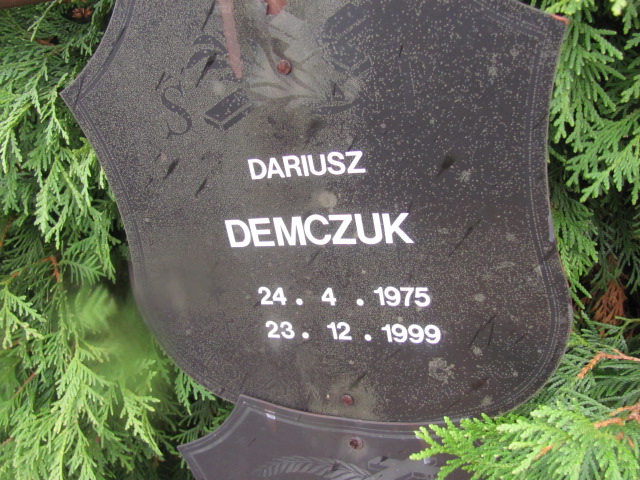 DARIUSZ
DEMCZUK
24 . 4 . 1975
23 . 12 . 1999